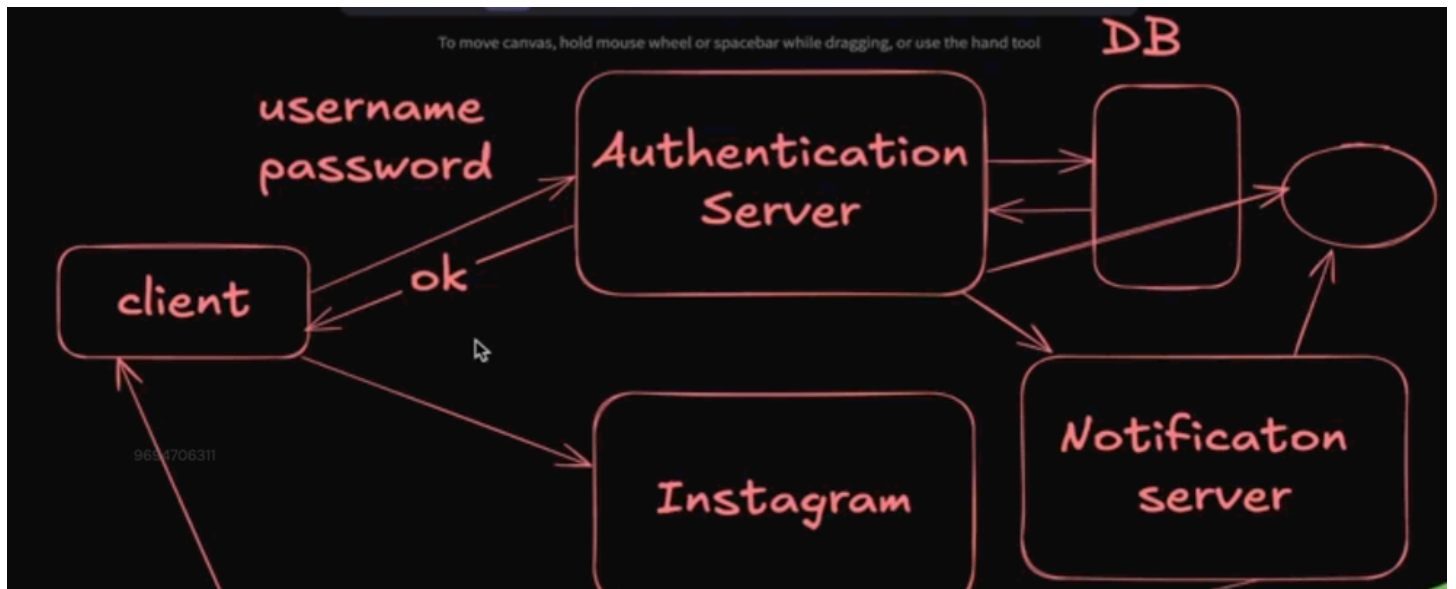 To move canvas, hold mouse wheel or spacebar while dragging, or use the hand tool
DB
username
password
Authentication
Server
ok
client
9694706311
Instagram
Notificaton
server